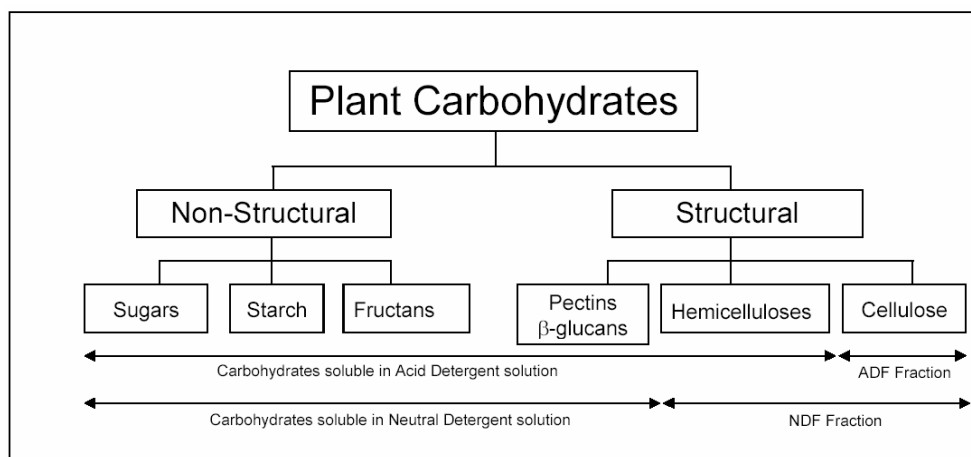 Plant Carbohydrates
Non-Structural
Structural
Sugars
Starch
Fructans
Pectins
β-glucans
Hemicelluloses
Cellulose
Carbohydrates soluble in Acid Detergent solution
ADF Fraction
Carbohydrates soluble in Neutral Detergent solution
NDF Fraction